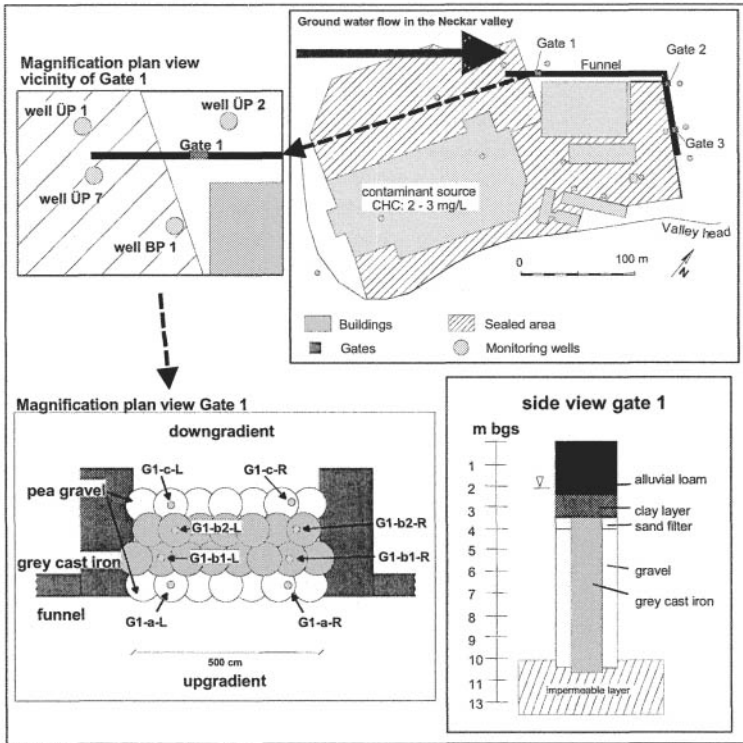 Magnification plan view
vicinity of Gate 1
well ÜP 1
well ÜP 2
Gate 1
well ÜP 7
well BP 1
Ground water flow in the Neckar valley
Gate 1
Funnel
Gate 2
Gate 3
contaminant source
CHC: 2 - 3 mg/L
Valley head
0
100 m
N
Buildings
Sealed area
Gates
Monitoring wells
Magnification plan view Gate 1
downgradient
G1-c-L
G1-c-R
pea gravel
G1-b2-L
G1-b2-R
grey cast iron
G1-b1-L
G1-b1-R
funnel
G1-a-L
G1-a-R
500 cm
upgradient
side view gate 1
m bgs
1
2
3
4
5
6
7
8
9
10
11
13
alluvial loam
clay layer
sand filter
gravel
grey cast iron
impermeable layer